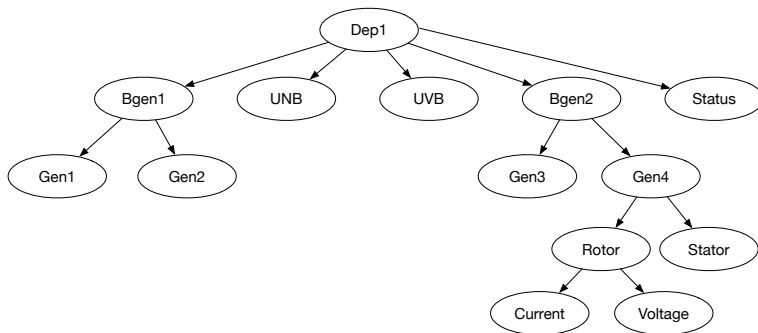 Dep1
Bgen1
UNB
UVB
Bgen2
Status
Gen1
Gen2
Gen3
Gen4
Rotor
Stator
Current
Voltage